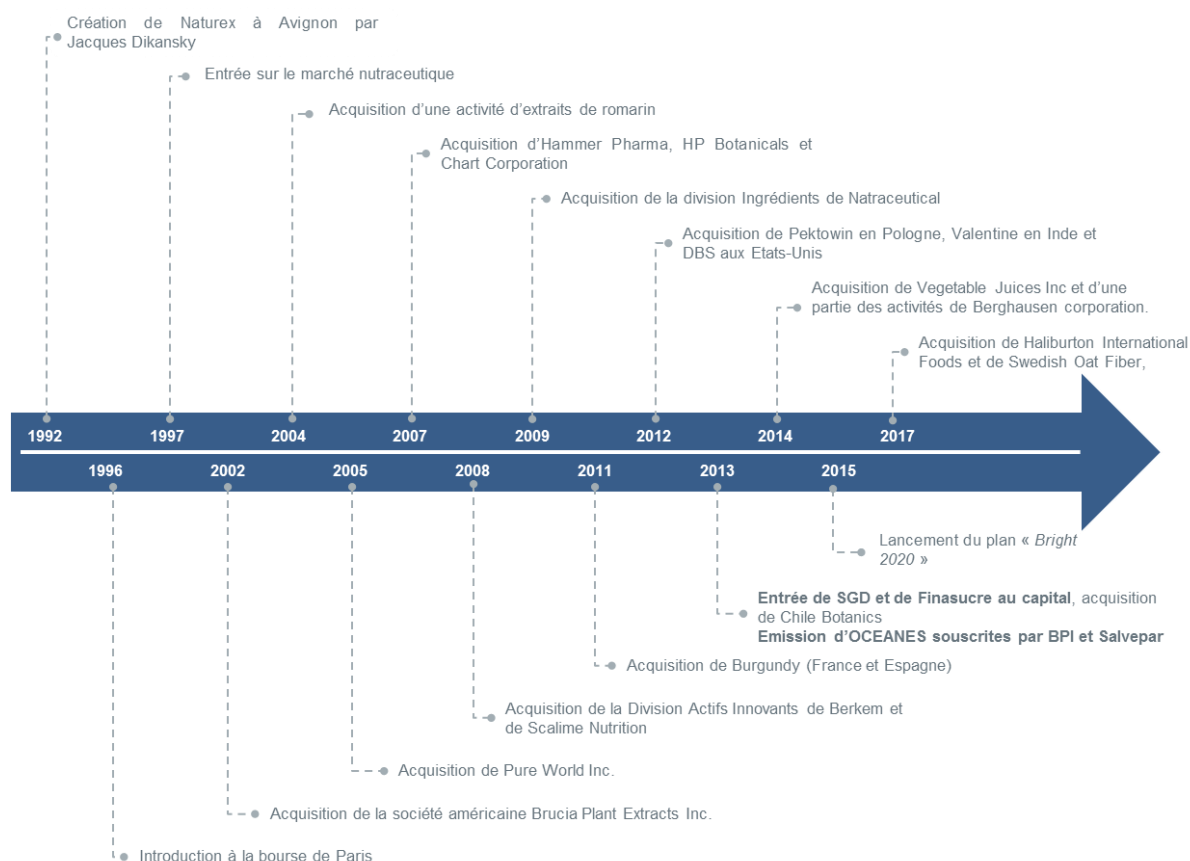 Création de Naturex à Avignon par
Jacques Dikansky
Entrée sur le marché nutraceutique
Acquisition d'une activité d'extraits de romarin
Acquisition d'Hammer Pharma, HP Botanicals et
Chart Corporation
Acquisition de la division Ingrédients de Natraceutical
Acquisition de Pektowin en Pologne, Valentine en Inde et
DBS aux Etats-Unis
Acquisition de Vegetable Juices Inc et d'une
partie des activités de Berghausen corporation.
Acquisition de Haliburton International
Foods et de Swedish Oat Fiber,
1992 1997 2004 2007 2009 2012 2014 2017
1996 2002 2005 2008 2011 2013 2015
Lancement du plan « Bright
2020 »
Entrée de SGD et de Finasucre au capital, acquisition
de Chile Botanics
Emission d'OCEANES souscrites par BPI et Salvepar
Acquisition de Burgundy (France et Espagne)
Acquisition de la Division Actifs Innovants de Berkem et
de Scalime Nutrition
Acquisition de Pure World Inc.
Acquisition de la société américaine Brucia Plant Extracts Inc.
Introduction à la bourse de Paris